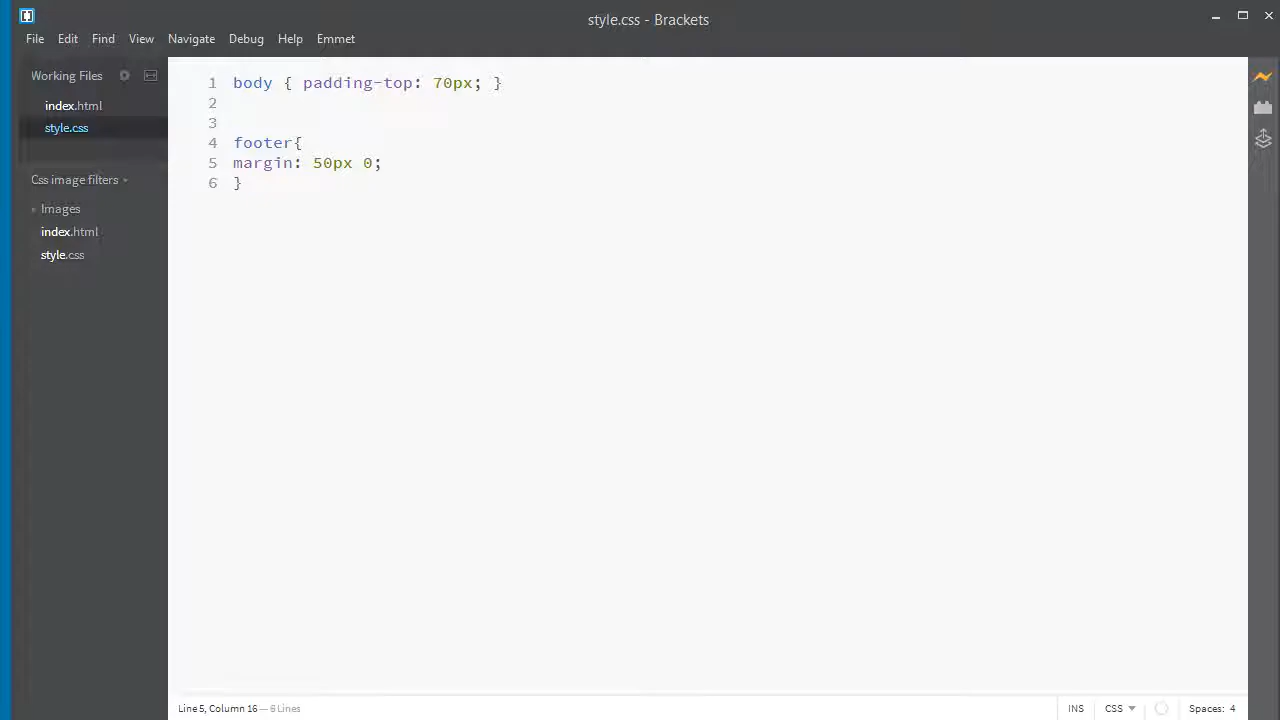 style.css - Brackets
File Edit Find View Navigate Debug Help Emmet
Working Files
index.html
style.css
Css image filters
Images
index.html
style.css
1 body { padding-top: 70px; }
2
3
4 footer{
5 margin: 50px 0;
6 }
Line 5, Column 16 — 6 Lines
INS CSS Spaces: 4